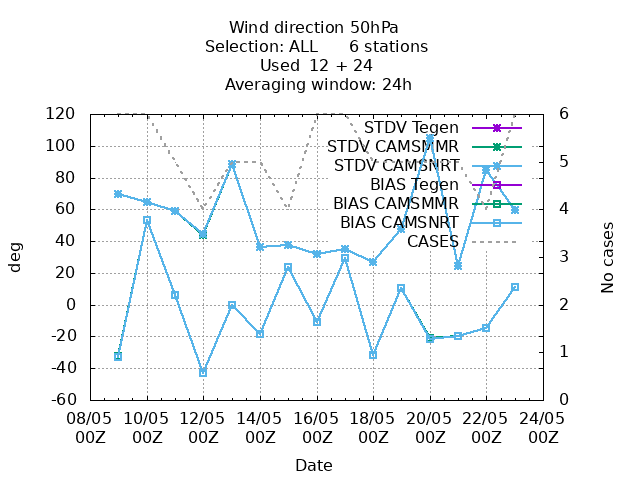 Wind direction 50hPa
Selection: ALL 6 stations
Used 12 + 24
Averaging window: 24h
120
100
80
60
40
20
0
-20
-40
-60
deg
6
5
4
3
2
1
0
No cases
STDV Tegen
STDV CAMSMMR
STDV CAMSNRT
BIAS Tegen
BIAS CAMSMMR
BIAS CAMSNRT
CASES
08/05 10/05 12/05 14/05 16/05 18/05 20/05 22/05 24/05
00Z 00Z 00Z 00Z 00Z 00Z 00Z 00Z 00Z
Date